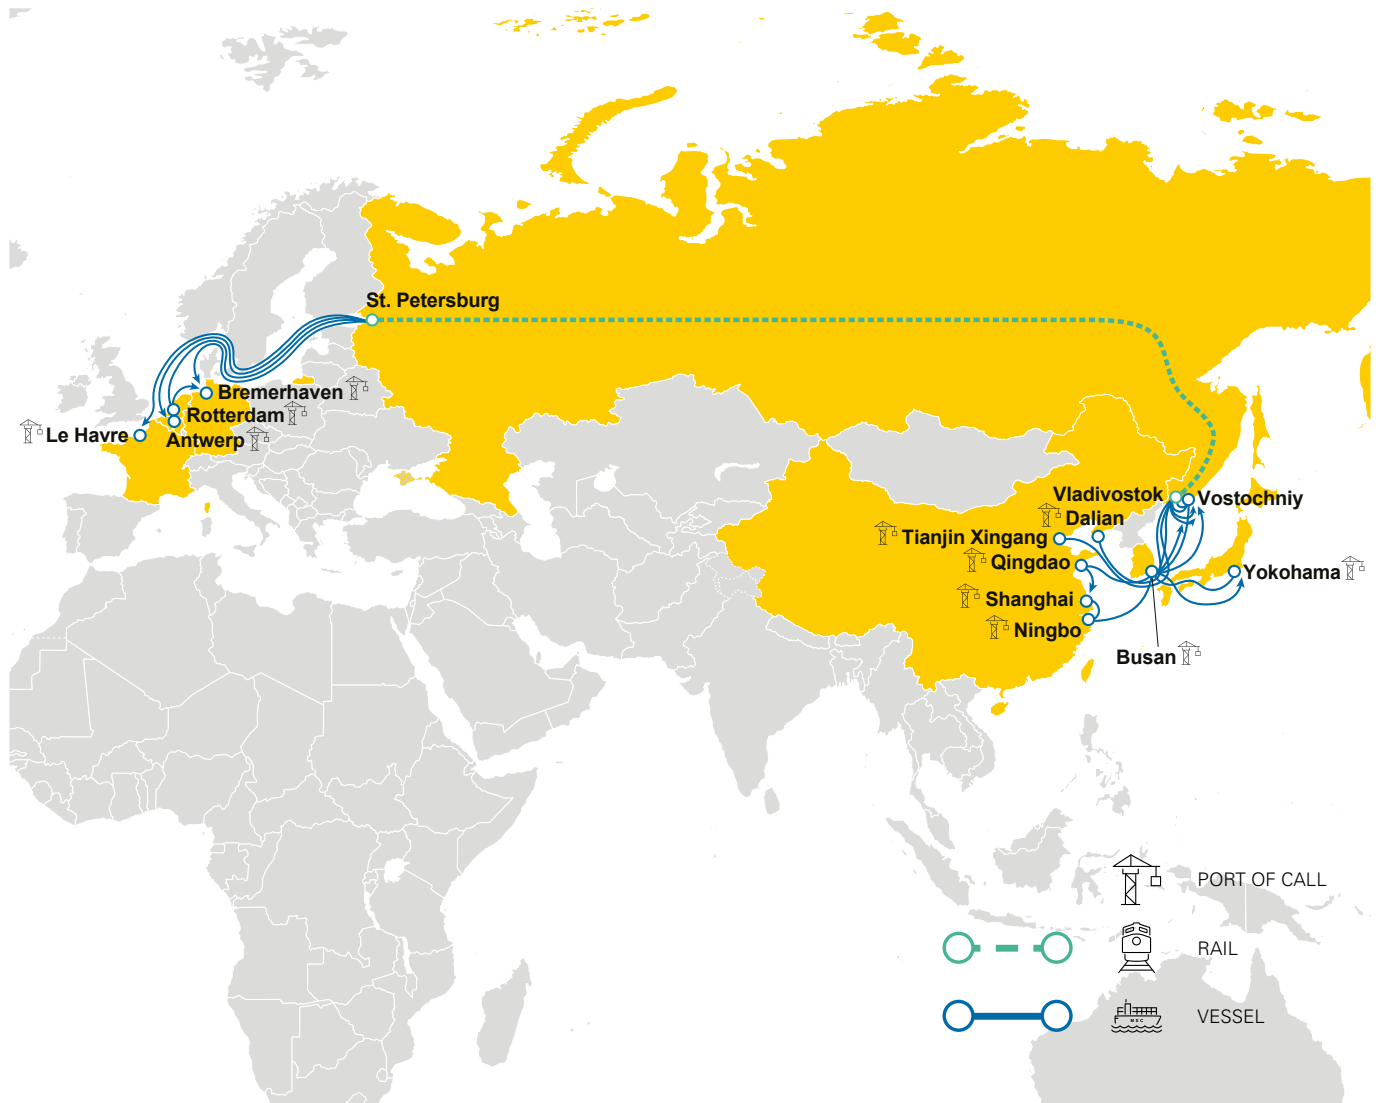 St. Petersburg
Bremerhaven
Rotterdam
Le Havre
Antwerp
Vladivostok
Vostochniy
Dalian
Tianjin Xingang
Qingdao
Yokohama
Shanghai
Ningbo
Busan
PORT OF CALL
RAIL
MSC
VESSEL